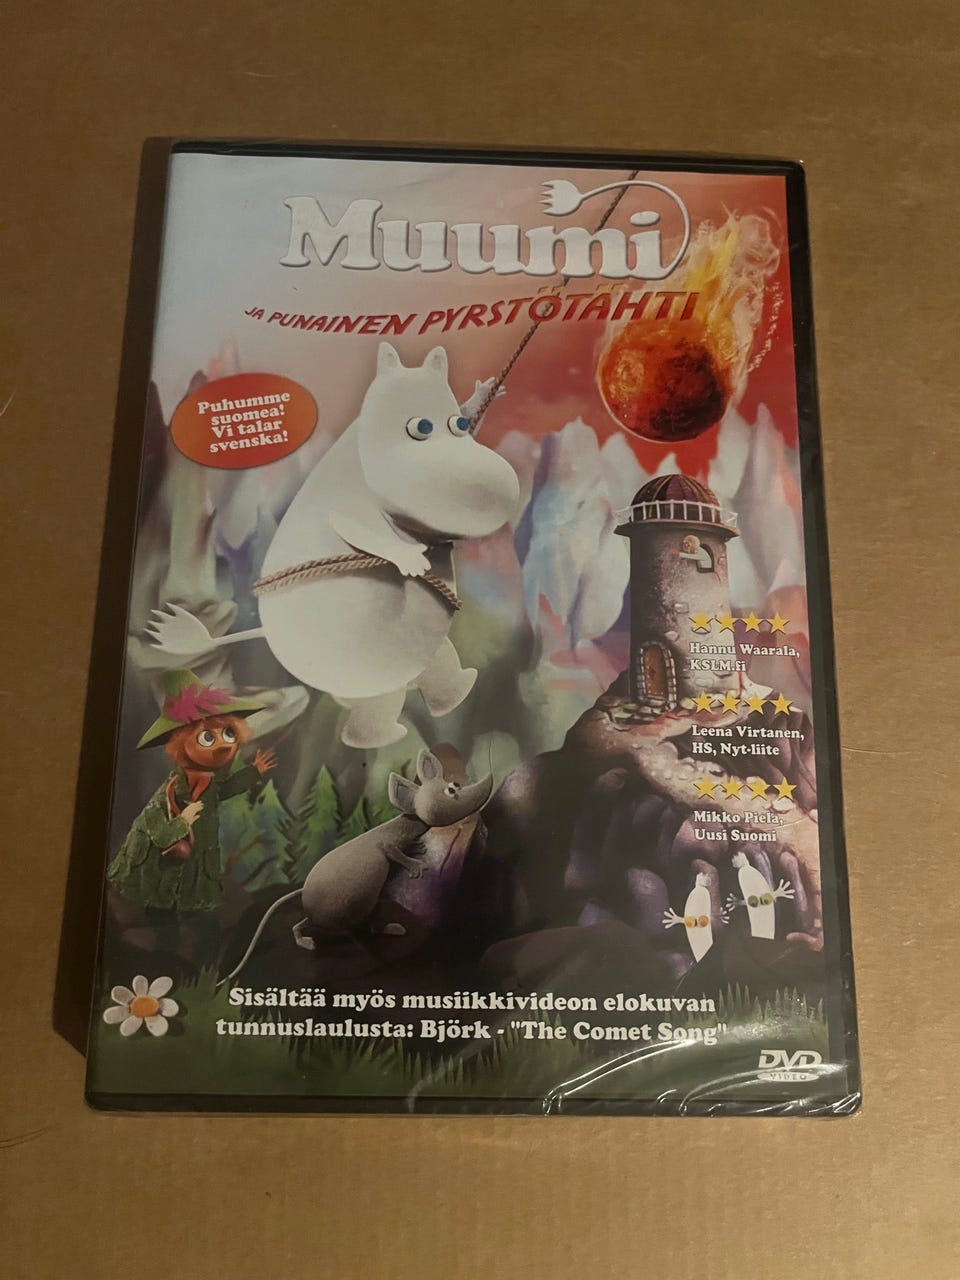 Muumi
JA PUNAINEN PYRSTÖTÄHTI
Puhumme
suomea!
Vi talar
svenska!
Hannu Waarala,
KSLM.fi
Leena Virtanen,
HS, Nyt-liite
Mikko Piela,
Uusi Suomi
Sisältää myös musiikkivideon elokuvan
tunnuslaulusta: Björk - "The Comet Song"
DVD
VIDEO